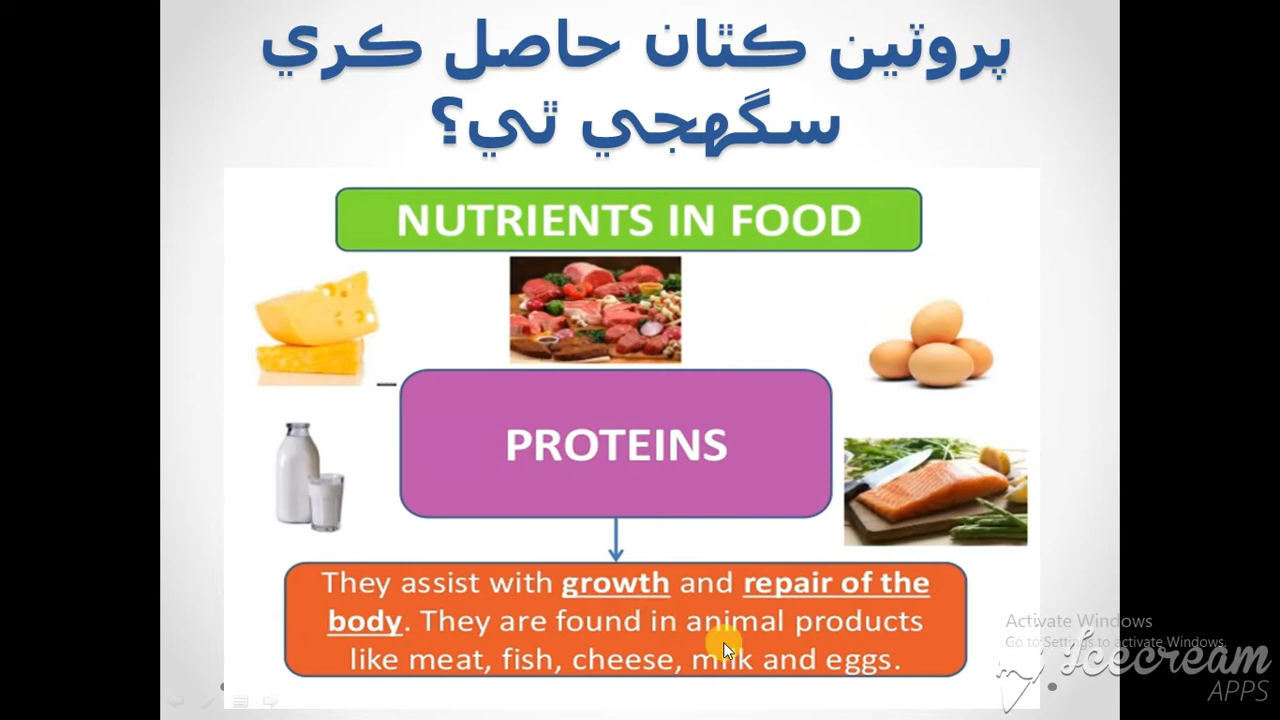 پروٽين ڪٿان حاصل ڪري
سگهجي ٿي؟
NUTRIENTS IN FOOD
PROTEINS
They assist with growth and repair of the
body. They are found in animal products
like meat, fish, cheese, milk and eggs.
Activate Windows
Go to Settings to activate Windows.
Icecream
APPS